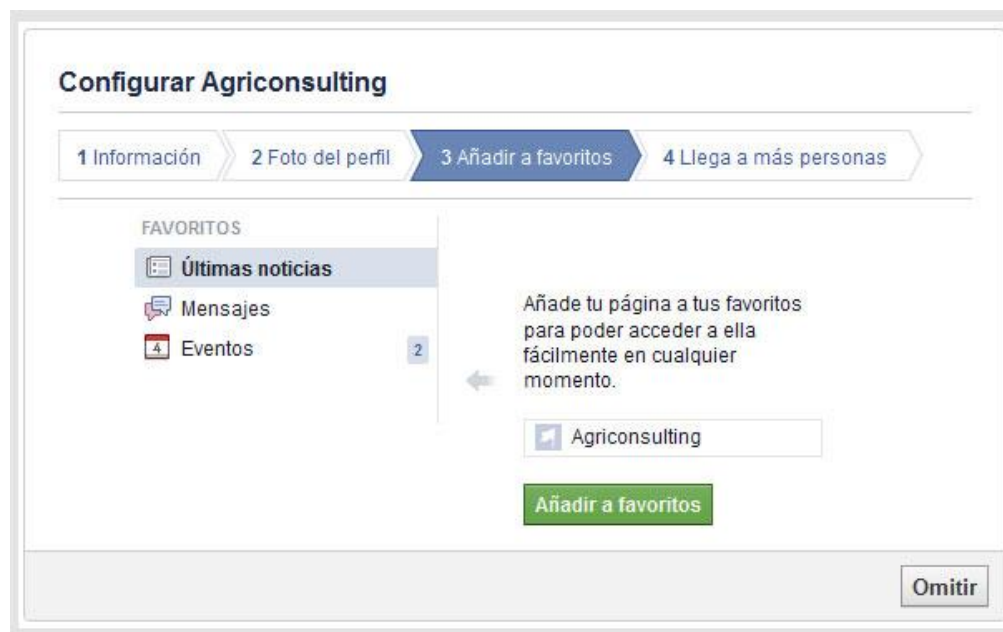 Configurar Agriconsulting
1 Información 2 Foto del perfil 3 Añadir a favoritos 4 Llega a más personas
FAVORITOS
Últimas noticias
Mensajes
4 Eventos 2
Añade tu página a tus favoritos
para poder acceder a ella
fácilmente en cualquier
momento.
Agriconsulting
Añadir a favoritos
Omitir